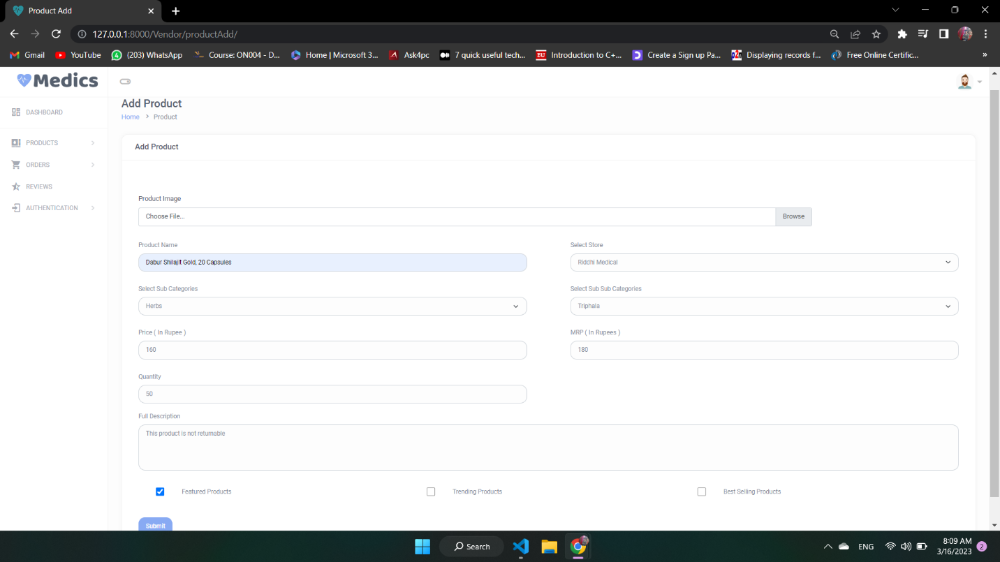 Product Add
127.0.0.1:8000/Vendor/productAdd/
Gmail
YouTube
(203) WhatsApp
Course: ON004 - D...
Home | Microsoft 3...
Ask4pc
7 quick useful tech...
BU
Introduction to C+...
Create a Sign up Pa...
Displaying records f...
Free Online Certific...
»
Medics
DASHBOARD
PRODUCTS
ORDERS
REVIEWS
AUTHENTICATION
Add Product
Home > Product
Add Product
Product Image
Choose File...
Browse
Product Name
Select Store
Dabur Shilajit Gold, 20 Capsules
Riddhi Medical
Select Sub Categories
Select Sub Sub Categories
Herbs
Triphala
Price ( In Rupee )
MRP ( In Rupees )
160
180
Quantity
50
Full Description
This product is not returnable
Featured Products
Trending Products
Best Selling Products
Submit
Search
ENG
8:09 AM
3/16/2023
2